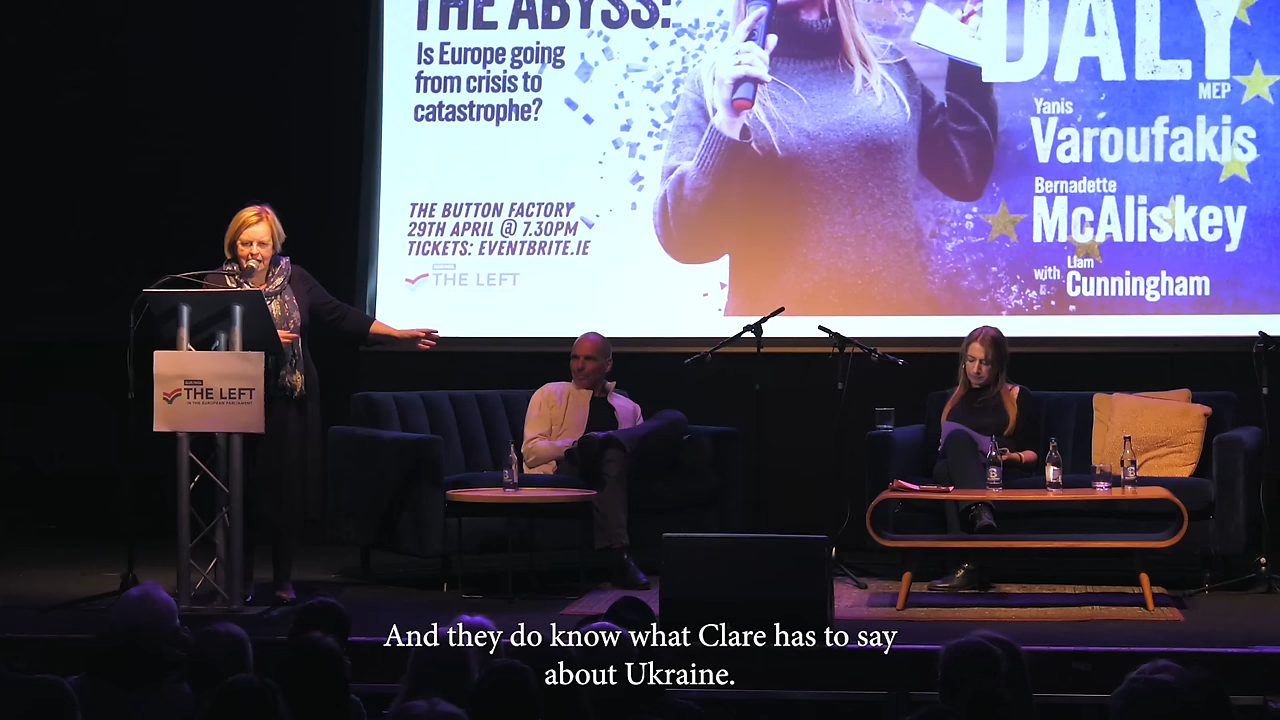 THE ABYSS:
Is Europe going
from crisis to
catastrophe?
THE BUTTON FACTORY
29TH APRIL @ 7.30PM
TICKETS: EVENTBRITE.IE
THE LEFT
DALY
MEP
Yanis
Varoufakis
Bernadette
McAliskey
with Liam
Cunningham
THE LEFT
IN THE EUROPEAN PARLIAMENT
And they do know what Clare has to say
about Ukraine.